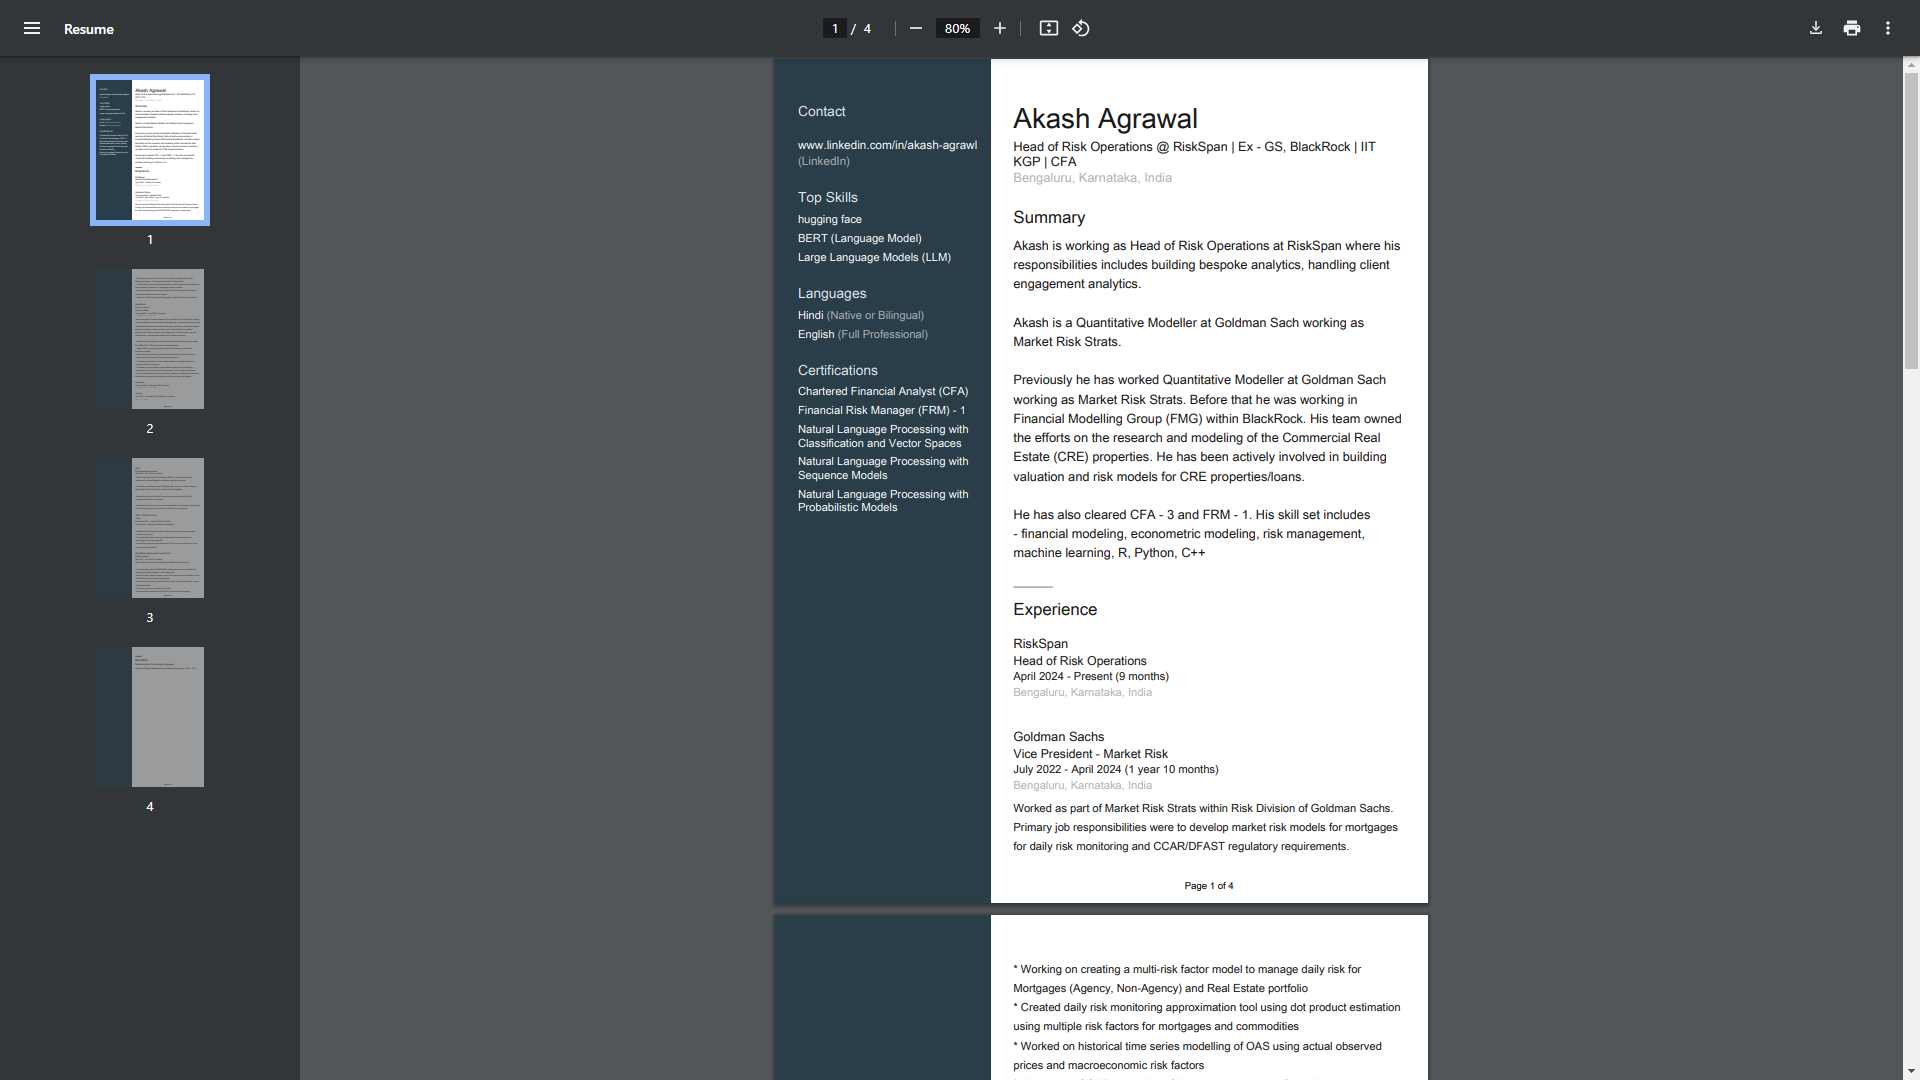 Resume
1 / 4
80%
1
2
3
4
Contact
www.linkedin.com/in/akash-agrawl
(LinkedIn)
Top Skills
hugging face
BERT (Language Model)
Large Language Models (LLM)
Languages
Hindi (Native or Bilingual)
English (Full Professional)
Certifications
Chartered Financial Analyst (CFA)
Financial Risk Manager (FRM) - 1
Natural Language Processing with
Classification and Vector Spaces
Natural Language Processing with
Sequence Models
Natural Language Processing with
Probabilistic Models
Akash Agrawal
Head of Risk Operations @ RiskSpan | Ex - GS, BlackRock | IIT
KGP | CFA
Bengaluru, Karnataka, India
Summary
Akash is working as Head of Risk Operations at RiskSpan where his
responsibilities includes building bespoke analytics, handling client
engagement analytics.
Akash is a Quantitative Modeller at Goldman Sach working as
Market Risk Strats.
Previously he has worked Quantitative Modeller at Goldman Sach
working as Market Risk Strats. Before that he was working in
Financial Modelling Group (FMG) within BlackRock. His team owned
the efforts on the research and modeling of the Commercial Real
Estate (CRE) properties. He has been actively involved in building
valuation and risk models for CRE properties/loans.
He has also cleared CFA - 3 and FRM - 1. His skill set includes
- financial modeling, econometric modeling, risk management,
machine learning, R, Python, C++
Experience
RiskSpan
Head of Risk Operations
April 2024 - Present (9 months)
Bengaluru, Karnataka, India
Goldman Sachs
Vice President - Market Risk
July 2022 - April 2024 (1 year 10 months)
Bengaluru, Karnataka, India
Worked as part of Market Risk Strats within Risk Division of Goldman Sachs.
Primary job responsibilities were to develop market risk models for mortgages
for daily risk monitoring and CCAR/DFAST regulatory requirements.
Page 1 of 4
* Working on creating a multi-risk factor model to manage daily risk for
Mortgages (Agency, Non-Agency) and Real Estate portfolio
* Created daily risk monitoring approximation tool using dot product estimation
using multiple risk factors for mortgages and commodities
* Worked on historical time series modelling of OAS using actual observed
prices and macroeconomic risk factors